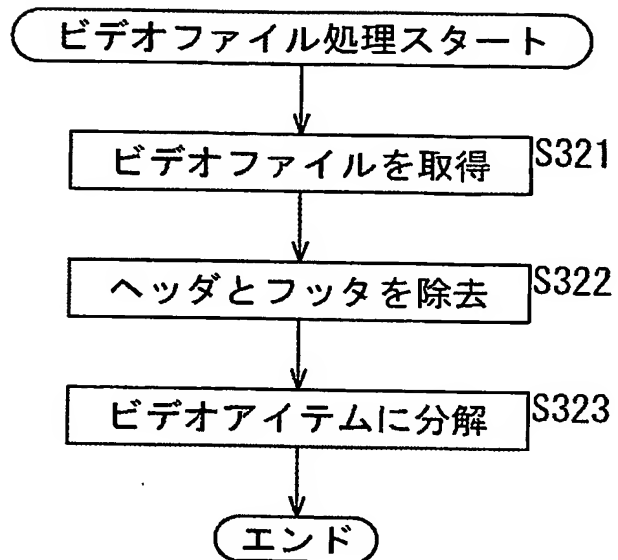 ビデオファイル処理スタート
ビデオファイルを取得 S321
ヘッダとフッタを除去 S322
ビデオアイテムに分解 S323
エンド